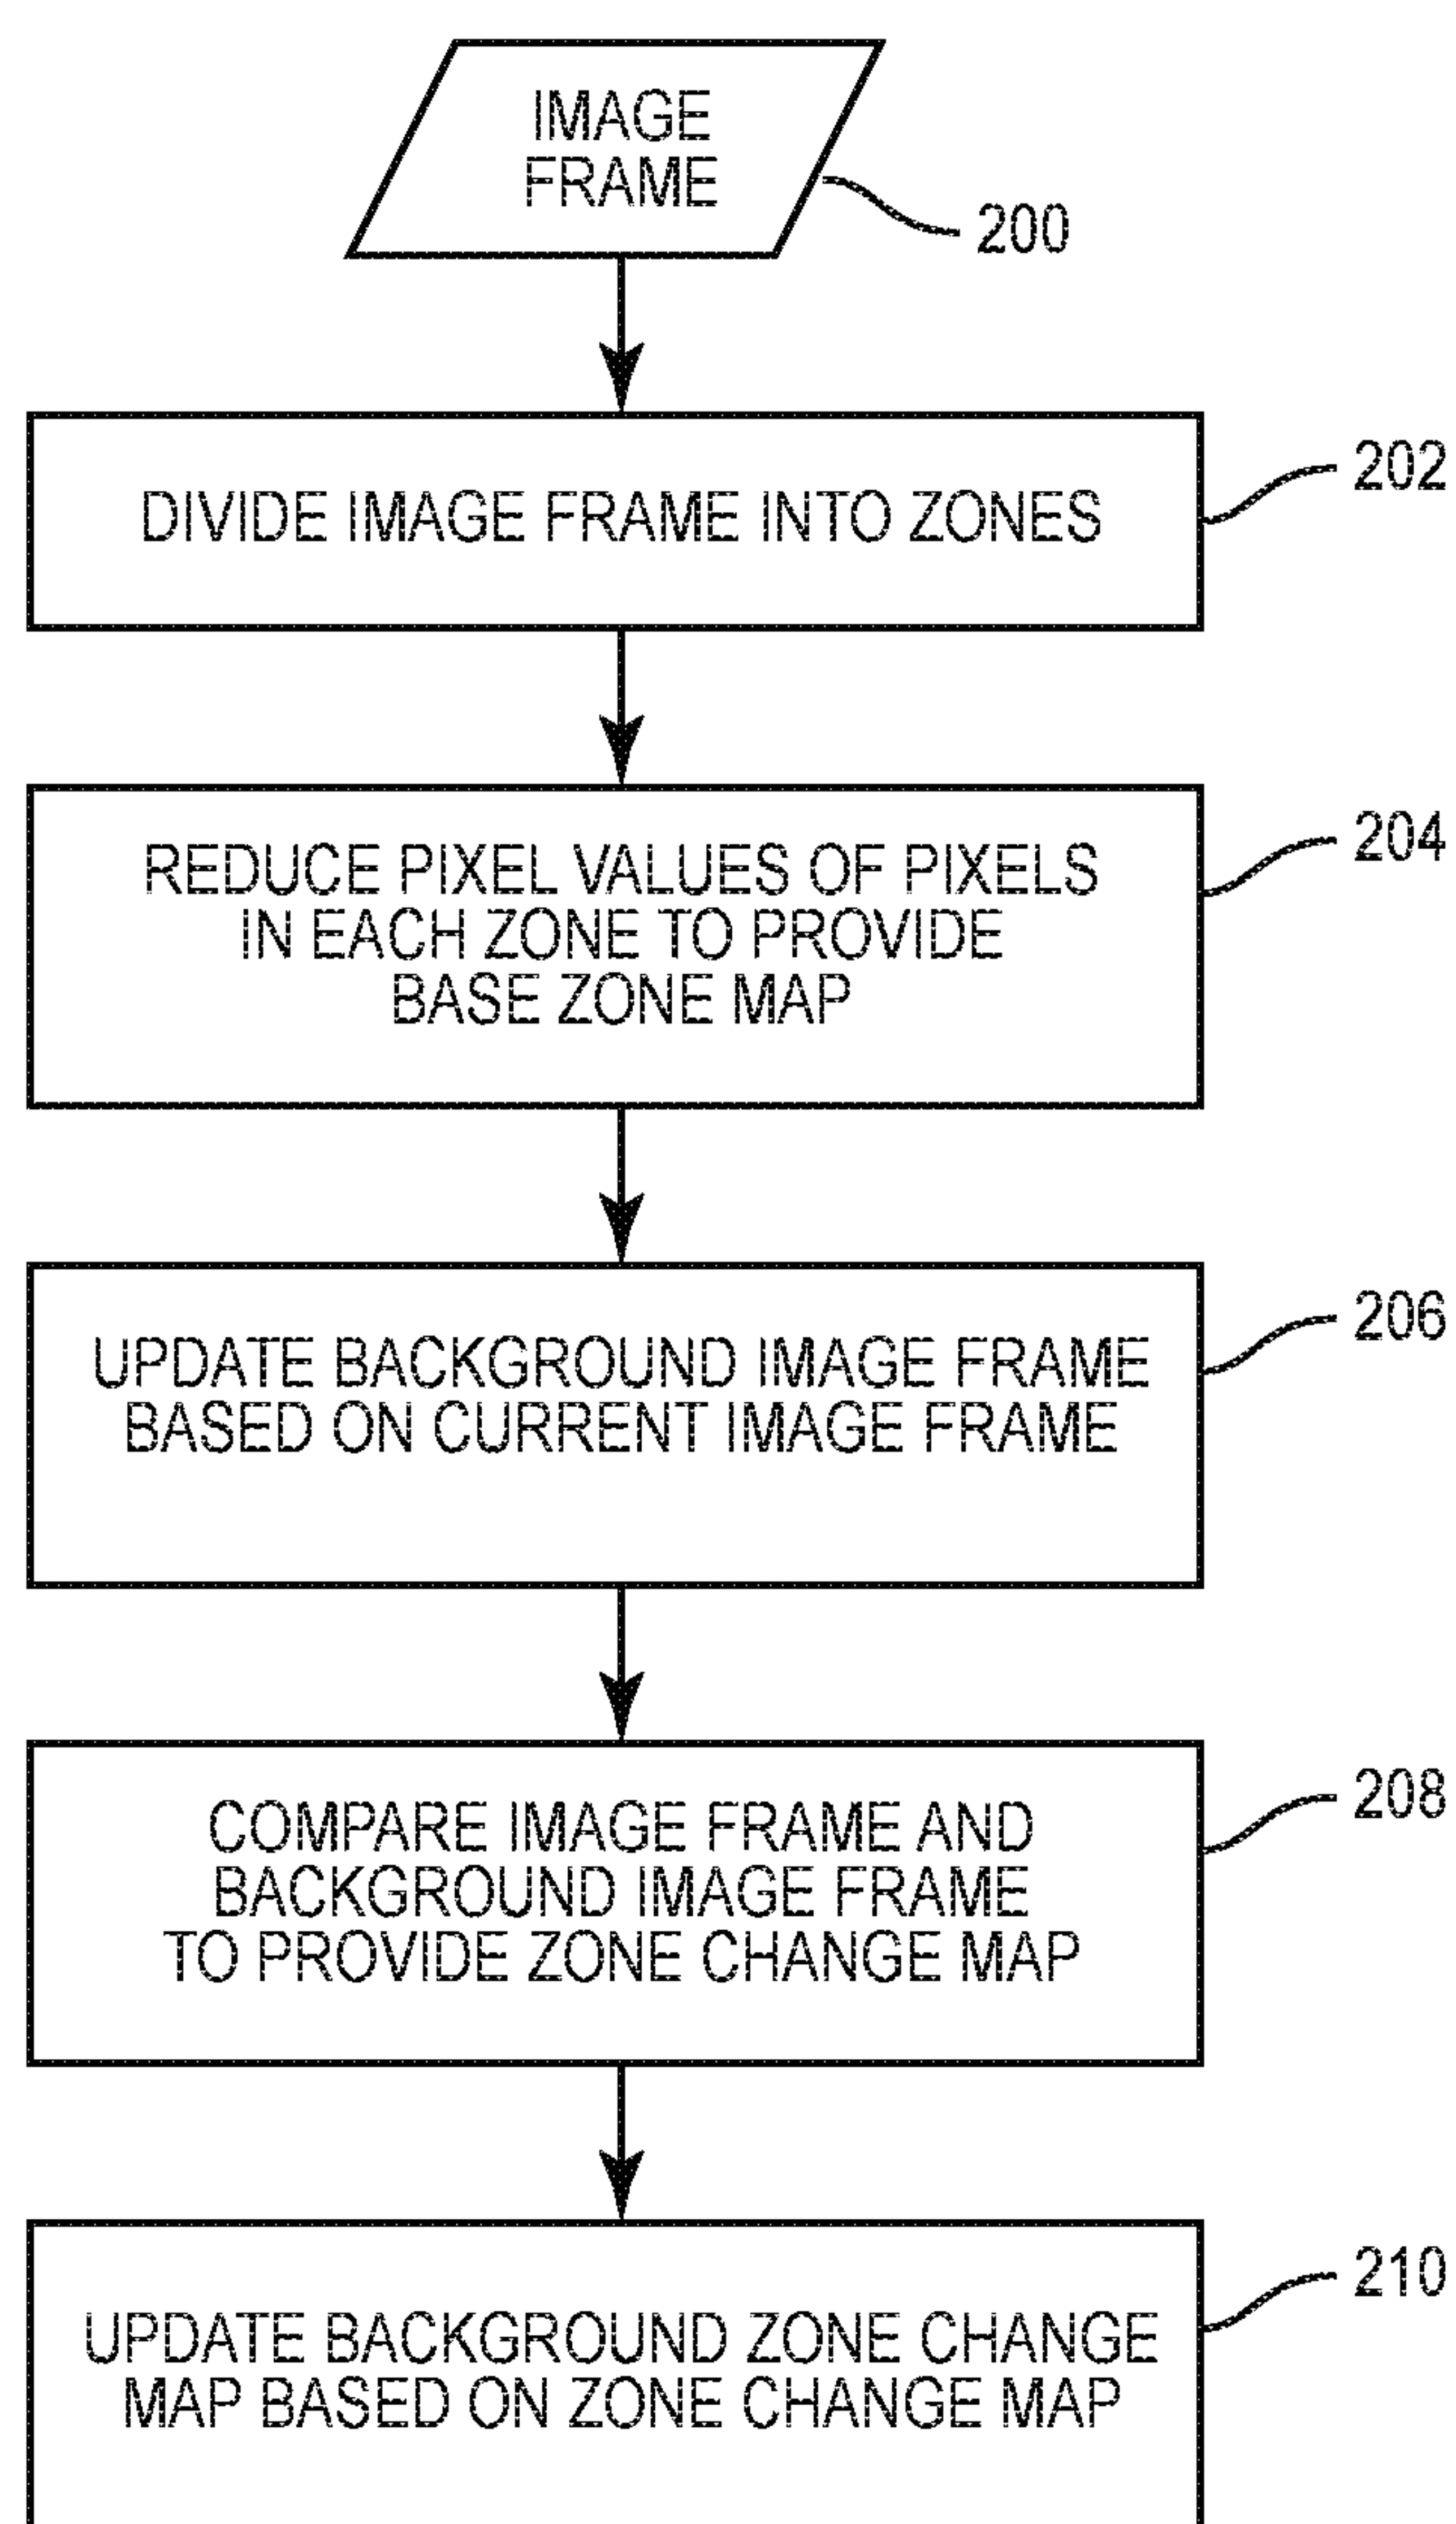 IMAGE
FRAME
200
DIVIDE IMAGE FRAME INTO ZONES
202
REDUCE PIXEL VALUES OF PIXELS
IN EACH ZONE TO PROVIDE
BASE ZONE MAP
204
UPDATE BACKGROUND IMAGE FRAME
BASED ON CURRENT IMAGE FRAME
206
COMPARE IMAGE FRAME AND
BACKGROUND IMAGE FRAME
TO PROVIDE ZONE CHANGE MAP
208
UPDATE BACKGROUND ZONE CHANGE
MAP BASED ON ZONE CHANGE MAP
210